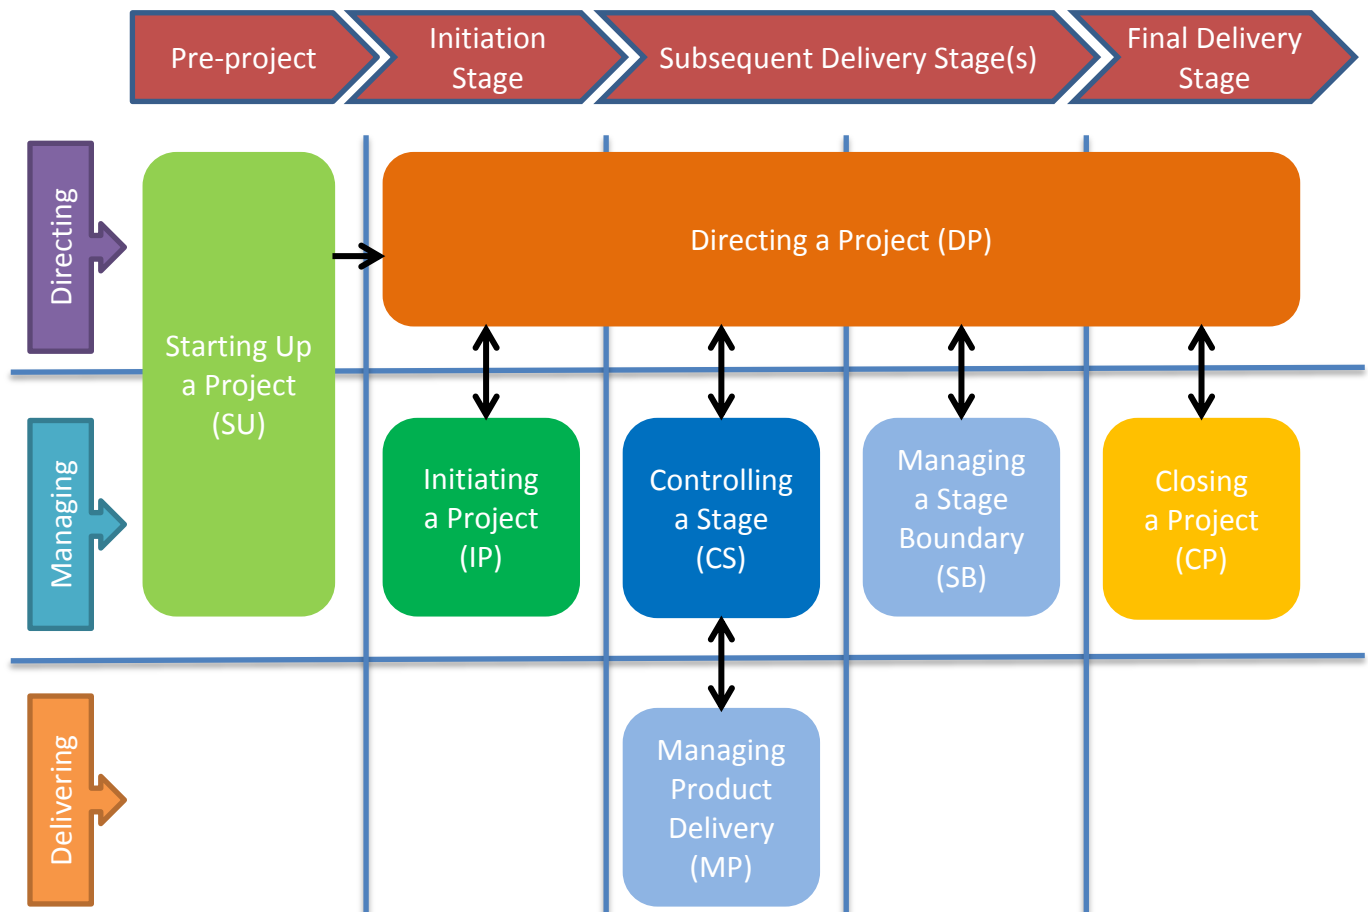 Pre-project
Initiation
Stage
Subsequent Delivery Stage(s)
Final Delivery
Stage
Directing
Starting Up
a Project
(SU)
Directing a Project (DP)
Managing
Initiating
a Project
(IP)
Controlling
a Stage
(CS)
Managing
a Stage
Boundary
(SB)
Closing
a Project
(CP)
Delivering
Managing
Product
Delivery
(MP)